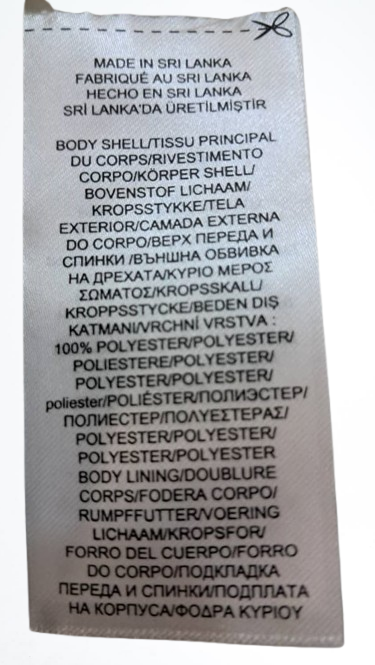 MADE IN SRI LANKA
FABRIQUÉ AU SRI LANKA
HECHO EN SRI LANKA
SRİ LANKA'DA ÜRETİLMİŞTİR
BODY SHELL/TISSU PRINCIPAL
DU CORPS/RIVESTIMENTO
CORPO/KÖRPER SHELL/
BOVENSTOF LICHAAM/
KROPSSTYKKE/TELA
EXTERIOR/CAMADA EXTERNA
DO CORPO/ВЕРХ ПЕРЕДА И
СПИНКИ /ВЪНШНА ОБВИВКА
НА ДРЕХАТА/ΚΥΡΙΟ ΜΕΡΟΣ
ΣΩΜΑΤΟΣ/KROPSSKALL/
KROPPSSTYCKE/BEDEN DIŞ
KATMANI/VRCHNÍ VRSTVA :
100% POLYESTER/POLYESTER/
POLIESTERE/POLYESTER/
POLYESTER/POLYESTER/
poliester/POLIÉSTER/ПОЛИЭСТЕР/
ПОЛИЕСТЕР/ΠΟΛΥΕΣΤΕΡΑΣ/
POLYESTER/POLYESTER/
POLYESTER/POLYESTER
BODY LINING/DOUBLURE
CORPS/FODERA CORPO/
RUMPFFUTTER/VOERING
LICHAAM/KROPSFOR/
FORRO DEL CUERPO/FORRO
DO CORPO/ПОДКЛАДКА
ПЕРЕДА И СПИНКИ/ПОДПЛАТА
НА КОРПУСА/ΦΟΔΡΑ ΚΥΡΙΟΥ